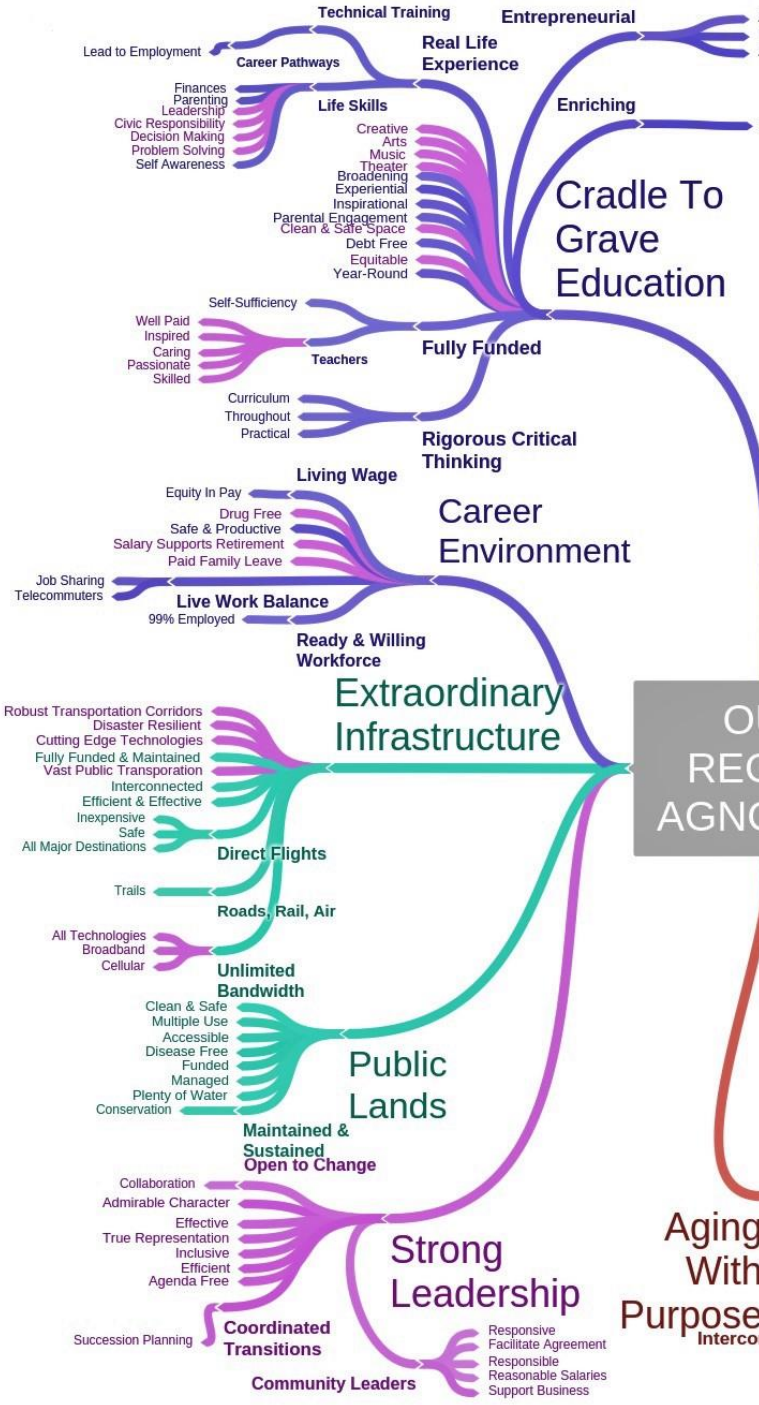 Technical Training
Lead to Employment
Career Pathways
Real Life
Experience
Finances
Parenting
Leadership
Civic Responsibility
Decision Making
Problem Solving
Self Awareness
Life Skills
Entrepreneurial
Enriching
Creative
Arts
Music
Theater
Broadening
Experiential
Inspirational
Parental Engagement
Clean & Safe Space
Debt Free
Equitable
Year-Round
Cradle To
Grave
Education
Self-Sufficiency
Well Paid
Inspired
Caring
Passionate
Skilled
Teachers
Fully Funded
Curriculum
Throughout
Practical
Rigorous Critical
Thinking
Living Wage
Equity In Pay
Drug Free
Safe & Productive
Salary Supports Retirement
Paid Family Leave
Career
Environment
Job Sharing
Telecommuters
Live Work Balance
99% Employed
Ready & Willing
Workforce
Extraordinary
Infrastructure
Robust Transportation Corridors
Disaster Resilient
Cutting Edge Technologies
Fully Funded & Maintained
Vast Public Transporation
Interconnected
Efficient & Effective
Inexpensive
Safe
All Major Destinations
Direct Flights
Trails
Roads, Rail, Air
All Technologies
Broadband
Cellular
Unlimited
Bandwidth
OU
REG
AGNO
Clean & Safe
Multiple Use
Accessible
Disease Free
Funded
Managed
Plenty of Water
Conservation
Public
Lands
Maintained &
Sustained
Open to Change
Collaboration
Admirable Character
Effective
True Representation
Inclusive
Efficient
Agenda Free
Strong
Leadership
Succession Planning
Coordinated
Transitions
Community Leaders
Responsive
Facilitate Agreement
Responsible
Reasonable Salaries
Support Business
Aging
With
Purpose
Interco